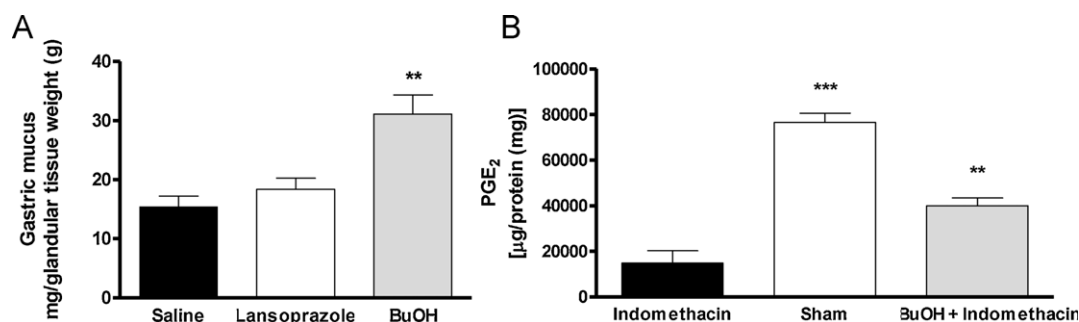 A
Gastric mucus
mg/glandular tissue weight (g)
40
30
20
10
0
**
Saline Lansoprazole BuOH
B
PGE₂
[µg/protein (mg)]
100000
80000
60000
40000
20000
0
***
**
Indomethacin Sham BuOH + Indomethacin